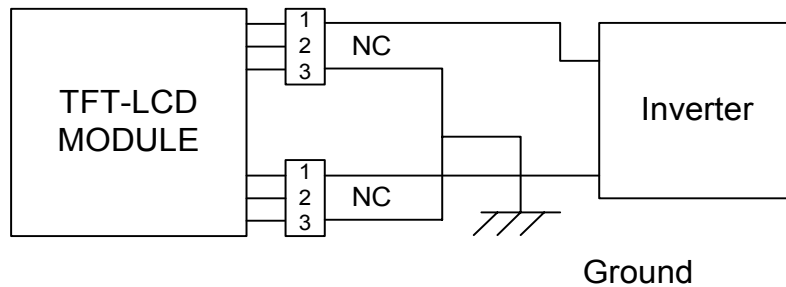 1
2
3
NC
TFT-LCD
MODULE
Inverter
1
2
3
NC
Ground